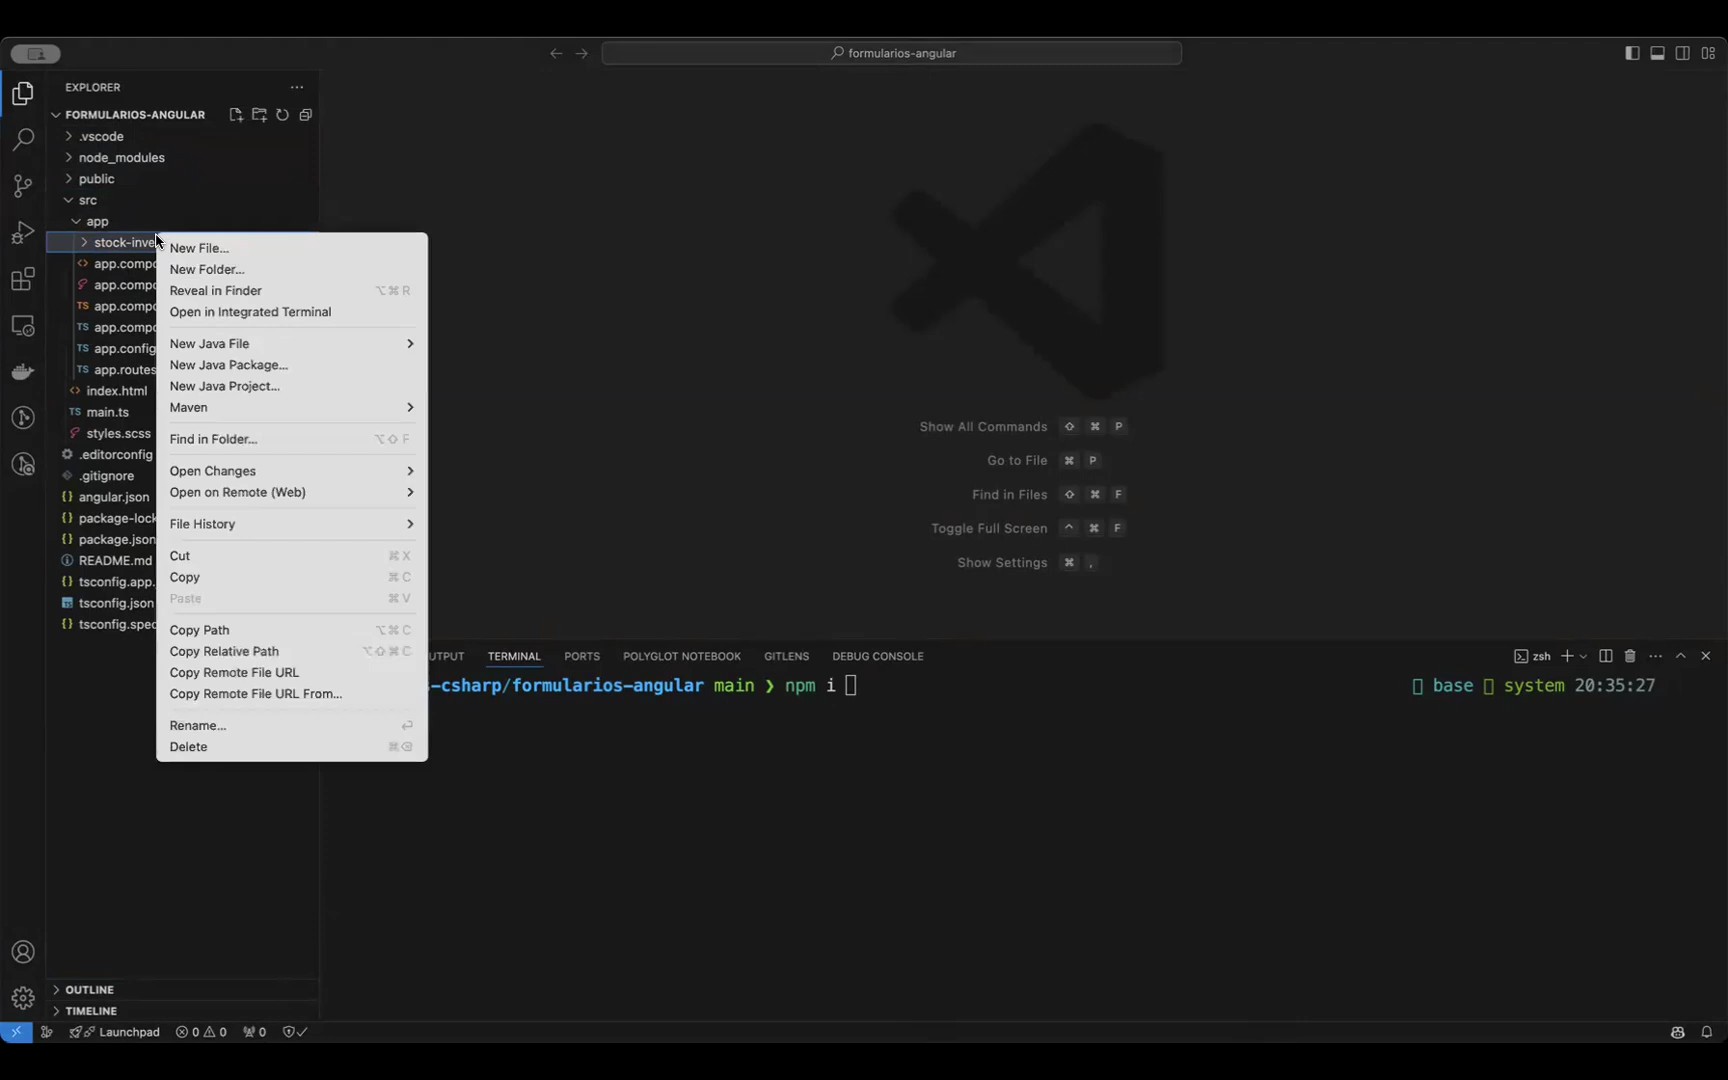 formularios-angular
EXPLORER
FORMULARIOS-ANGULAR
.vscode
node_modules
public
src
app
stock-inve
app.compo
app.compo
TS app.compo
TS app.compo
TS app.config
TS app.routes
index.html
TS main.ts
styles.scss
.editorconfig
.gitignore
{} angular.json
{} package-lock
{} package.json
README.md
{} tsconfig.app.
tsconfig.json
{} tsconfig.spec
OUTLINE
TIMELINE
New File...
New Folder...
Reveal in Finder ⌥⌘R
Open in Integrated Terminal
New Java File
New Java Package...
New Java Project...
Maven
Find in Folder... ⌥⇧F
Open Changes
Open on Remote (Web)
File History
Cut ⌘X
Copy ⌘C
Paste ⌘V
Copy Path ⌥⌘C
Copy Relative Path ⌥⇧⌘C
Copy Remote File URL
Copy Remote File URL From...
Rename...
Delete
Show All Commands ⇧ ⌘ P
Go to File ⌘ P
Find in Files ⇧ ⌘ F
Toggle Full Screen ^ ⌘ F
Show Settings ⌘ ,
UTPUT TERMINAL PORTS POLYGLOT NOTEBOOK GITLENS DEBUG CONSOLE zsh
-csharp/formularios-angular main ❯ npm i base system 20:35:27
Launchpad 0 0 0